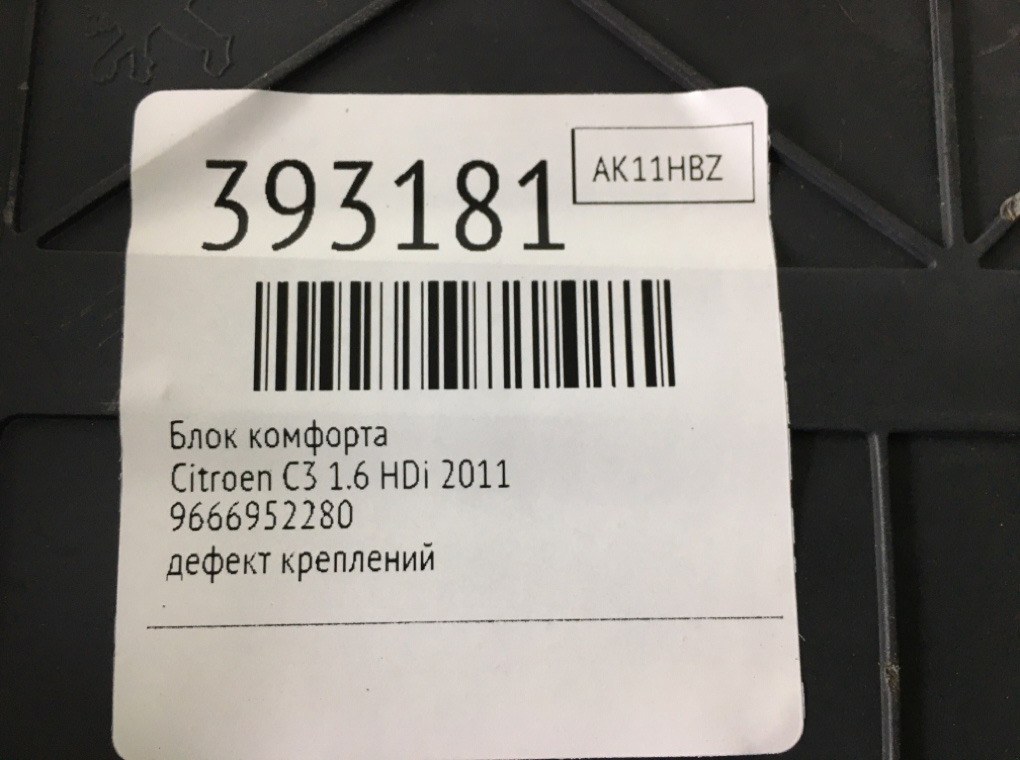 393181
AK11HBZ
Блок комфорта
Citroen C3 1.6 HDi 2011
9666952280
дефект креплений